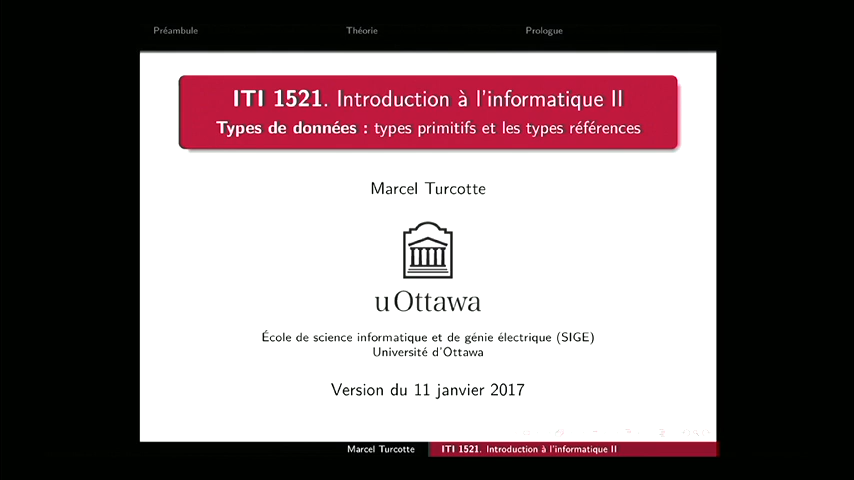 Préambule Théorie Prologue
ITI 1521. Introduction à l'informatique II
Types de données : types primitifs et les types références
Marcel Turcotte
uOttawa
École de science informatique et de génie électrique (SIGE)
Université d'Ottawa
Version du 11 janvier 2017
Marcel Turcotte ITI 1521. Introduction à l'informatique II